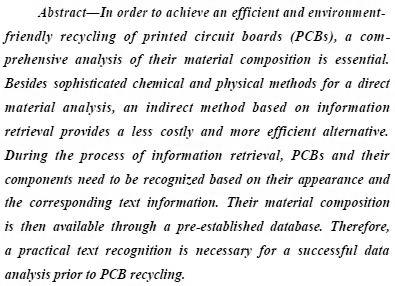 Abstract—In order to achieve an efficient and environment-
friendly recycling of printed circuit boards (PCBs), a com-
prehensive analysis of their material composition is essential.
Besides sophisticated chemical and physical methods for a direct
material analysis, an indirect method based on information
retrieval provides a less costly and more efficient alternative.
During the process of information retrieval, PCBs and their
components need to be recognized based on their appearance and
the corresponding text information. Their material composition
is then available through a pre-established database. Therefore,
a practical text recognition is necessary for a successful data
analysis prior to PCB recycling.